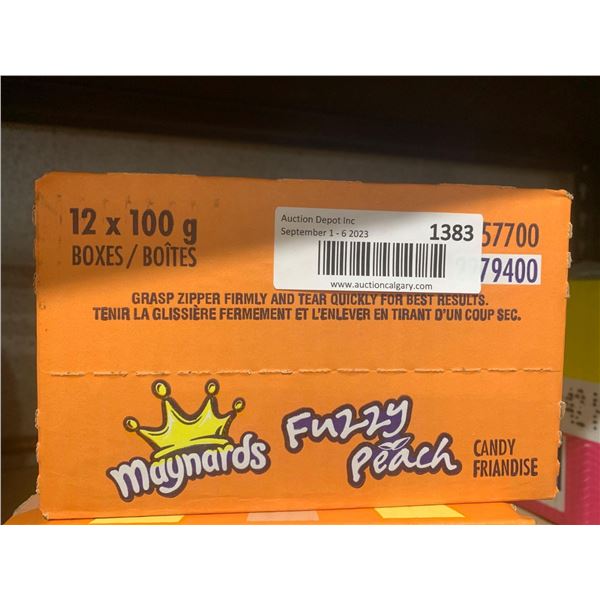 12 x 100 g
BOXES / BOÎTES
Auction Depot Inc
September 1 - 6 2023
1383
www.auctioncalgary.com
57700
79400
GRASP ZIPPER FIRMLY AND TEAR QUICKLY FOR BEST RESULTS.
TENIR LA GLISSIÈRE FERMEMENT ET L'ENLEVER EN TIRANT D'UN COUP SEC.
Maynards
Fuzzy
Peach
CANDY
FRIANDISE